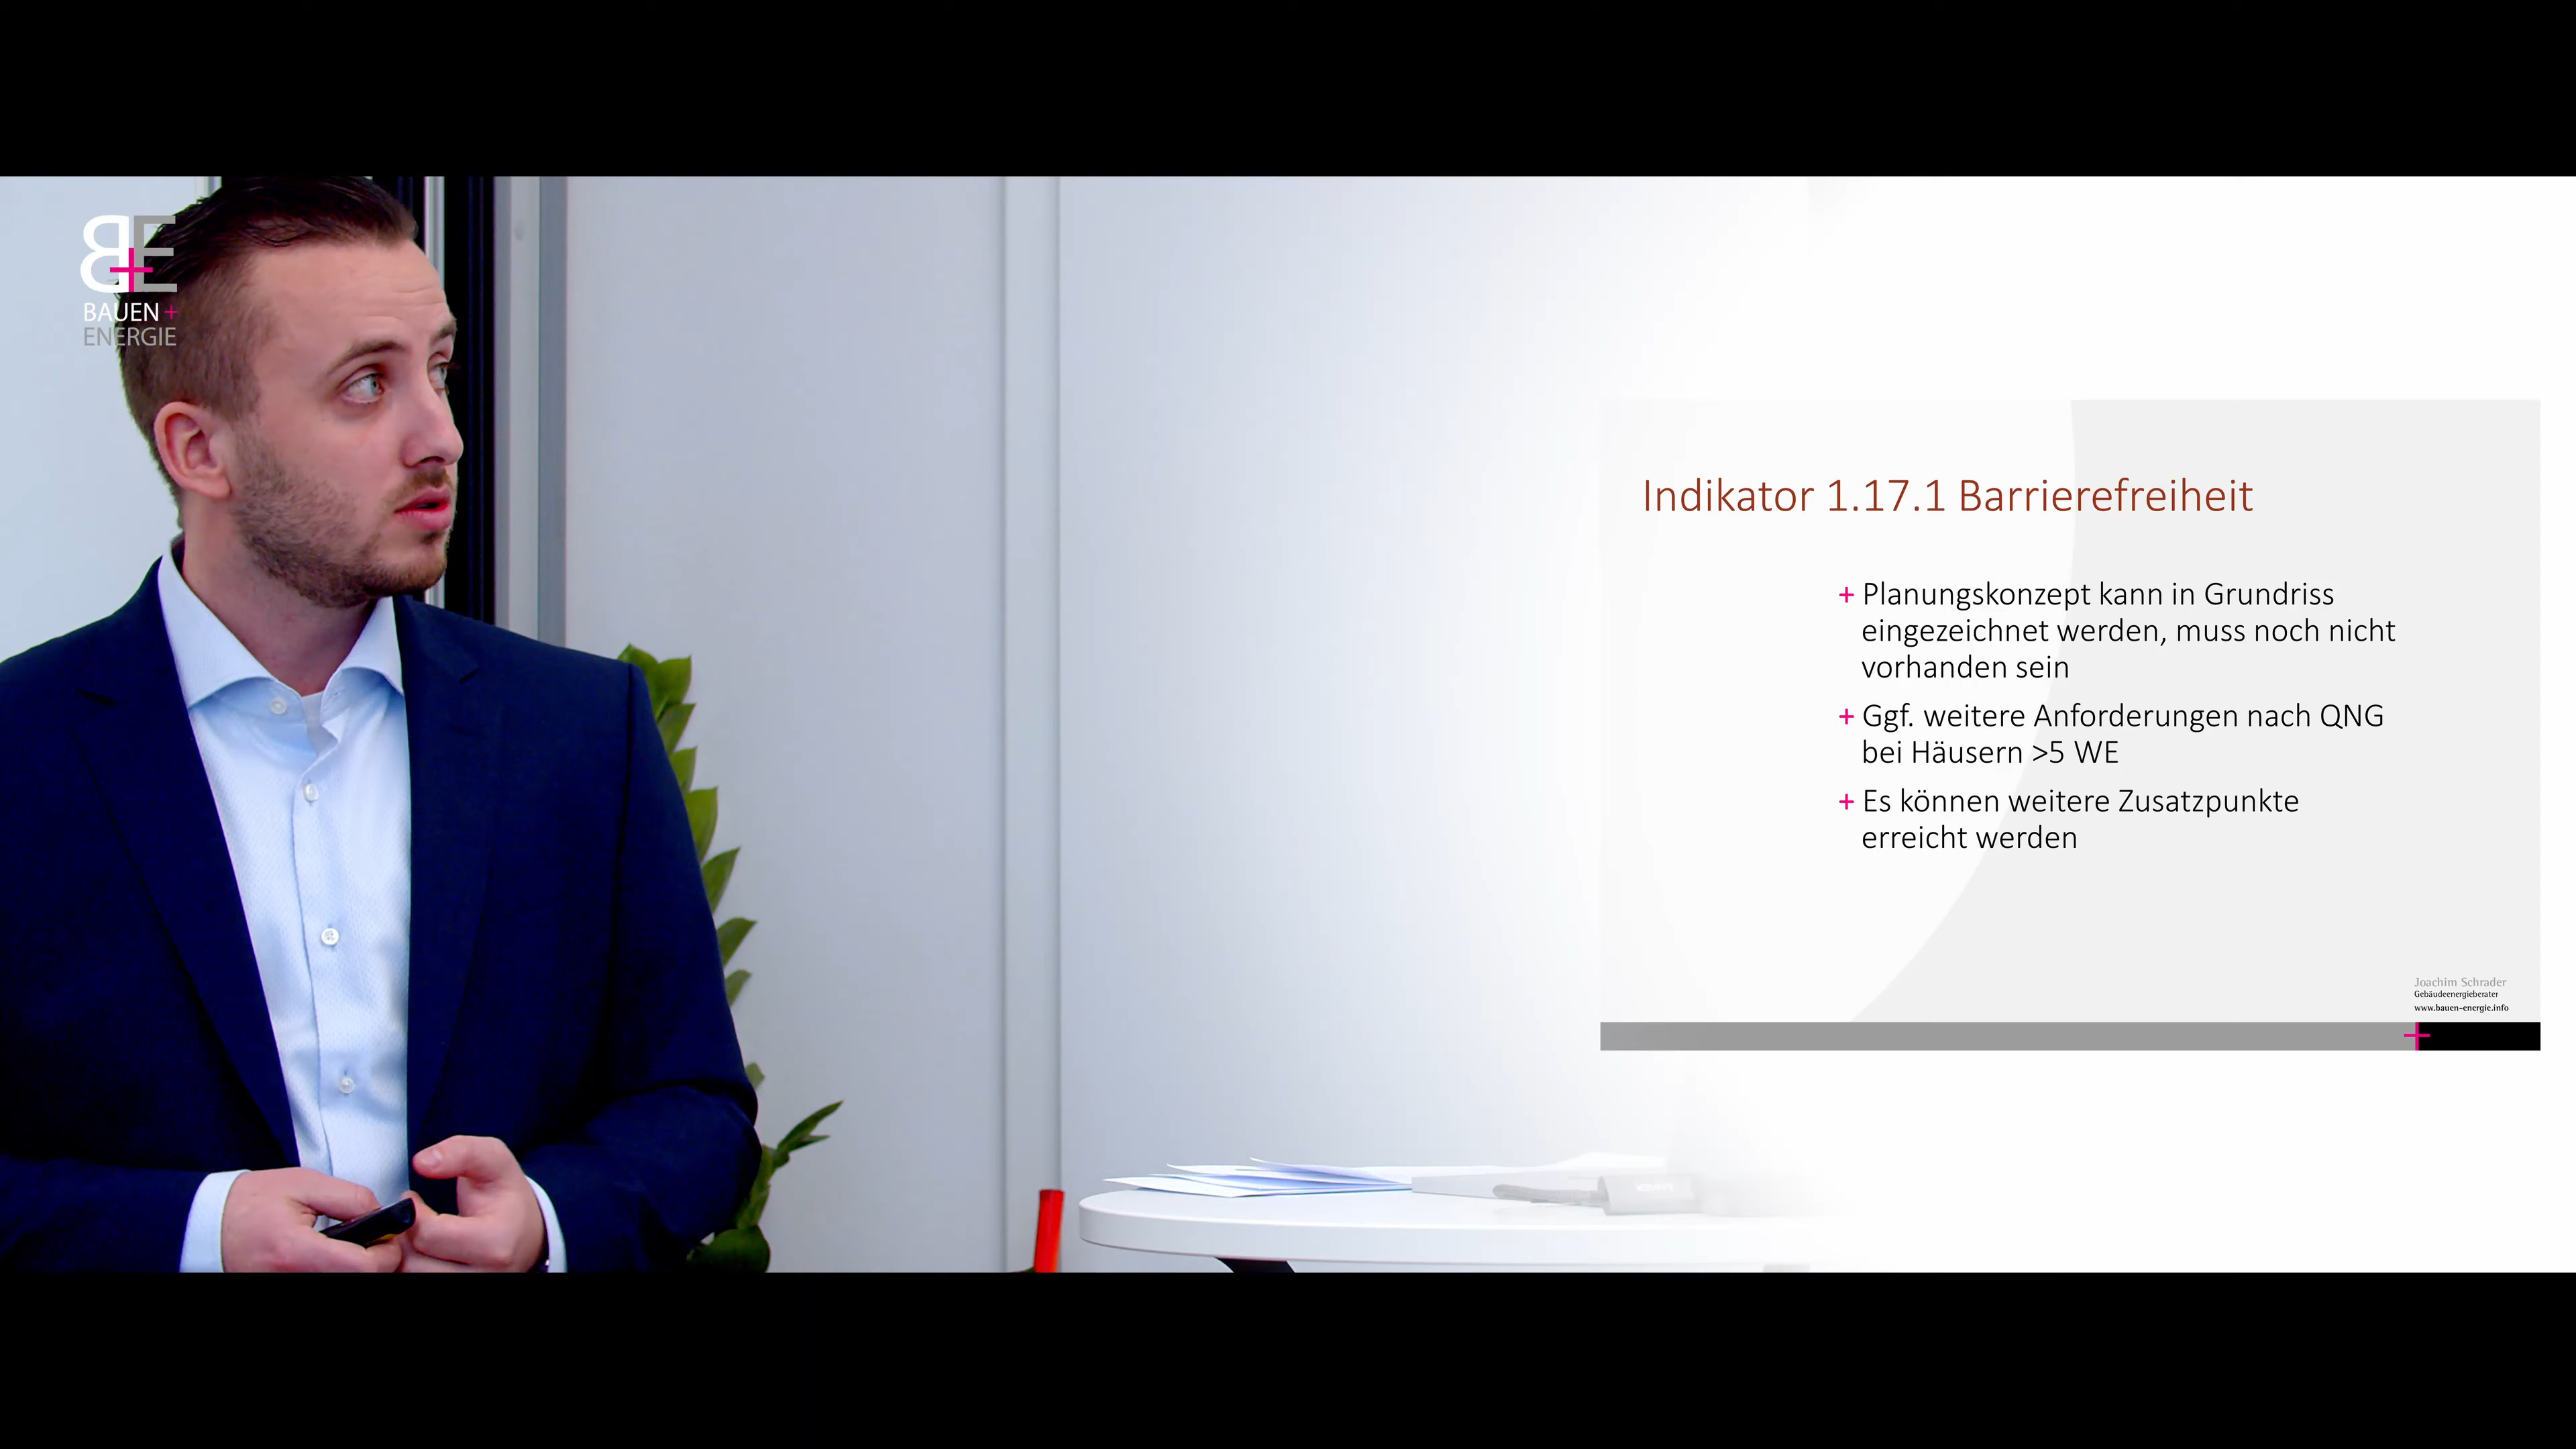 BE
BAUEN+
ENERGIE
Indikator 1.17.1 Barrierefreiheit
+ Planungskonzept kann in Grundriss
eingezeichnet werden, muss noch nicht
vorhanden sein
+ Ggf. weitere Anforderungen nach QNG
bei Häusern >5 WE
+ Es können weitere Zusatzpunkte
erreicht werden
Joachim Schrader
Gebäudeenergieberater
www.bauen-energie.info